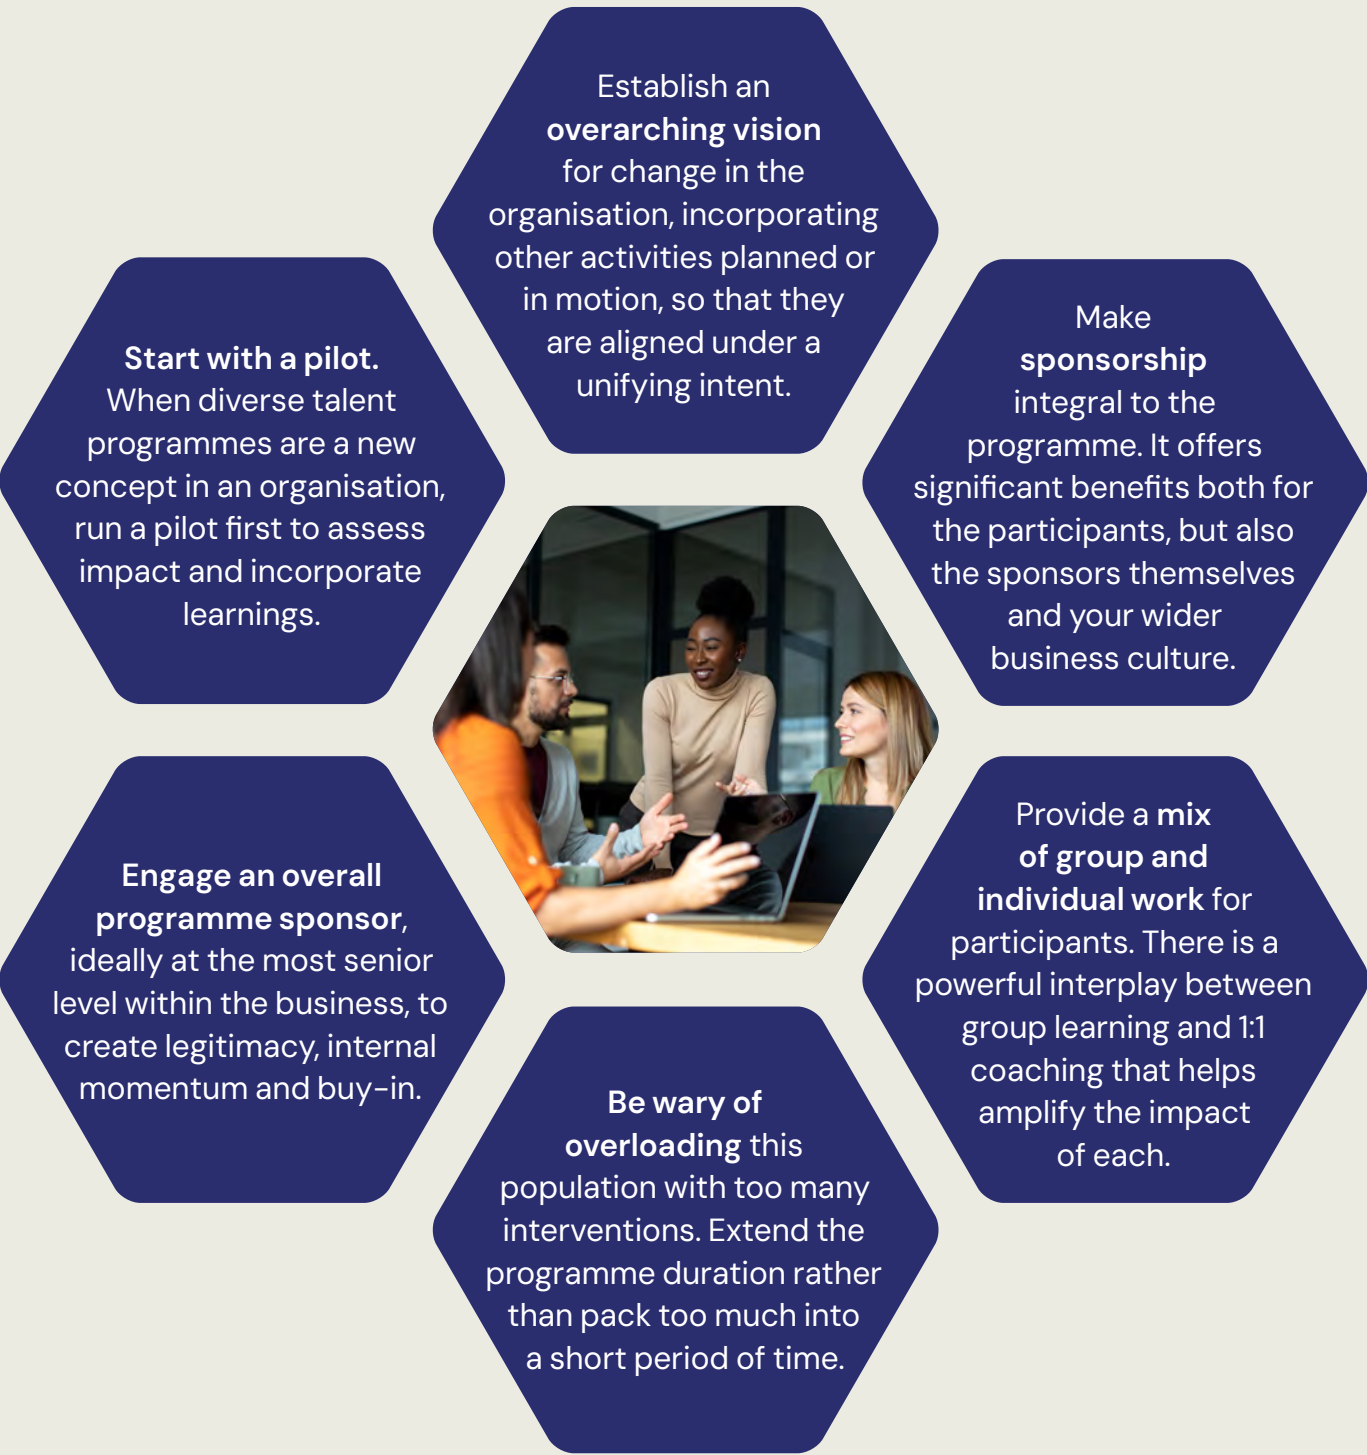 Establish an
overarching vision
for change in the
organisation, incorporating
other activities planned or
in motion, so that they
are aligned under a
unifying intent.
Make
sponsorship
integral to the
programme. It offers
significant benefits both for
the participants, but also
the sponsors themselves
and your wider
business culture.
Provide a mix
of group and
individual work for
participants. There is a
powerful interplay between
group learning and 1:1
coaching that helps
amplify the impact
of each.
Be wary of
overloading this
population with too many
interventions. Extend the
programme duration rather
than pack too much into
a short period of time.
Engage an overall
programme sponsor,
ideally at the most senior
level within the business, to
create legitimacy, internal
momentum and buy-in.
Start with a pilot.
When diverse talent
programmes are a new
concept in an organisation,
run a pilot first to assess
impact and incorporate
learnings.